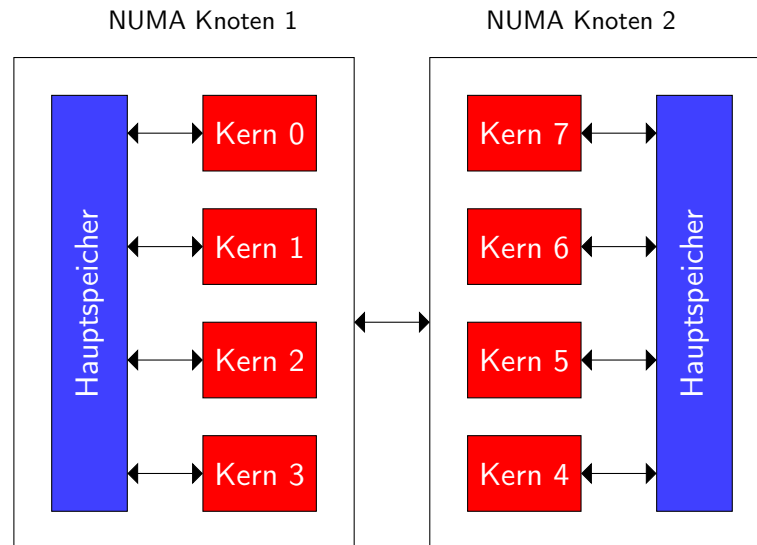 NUMA Knoten 1
NUMA Knoten 2
Hauptspeicher
Kern 0
Kern 1
Kern 2
Kern 3
Kern 7
Kern 6
Kern 5
Kern 4
Hauptspeicher